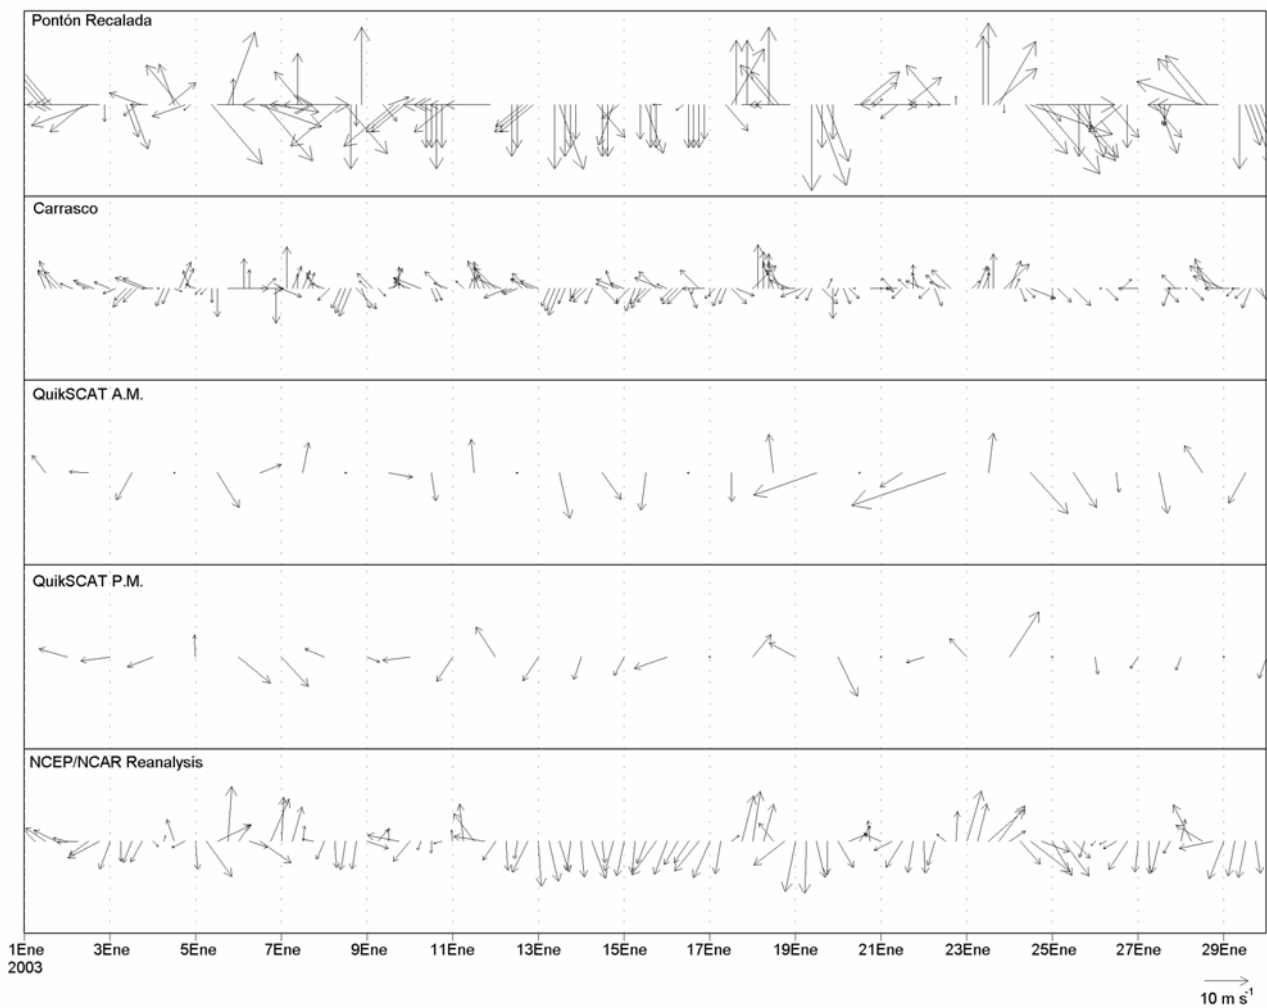 Pontón Recalada
Carrasco
QuikSCAT A.M.
QuikSCAT P.M.
NCEP/NCAR Reanalysis
1Ene 3Ene 5Ene 7Ene 9Ene 11Ene 13Ene 15Ene 17Ene 19Ene 21Ene 23Ene 25Ene 27Ene 29Ene
2003
10 m s⁻¹